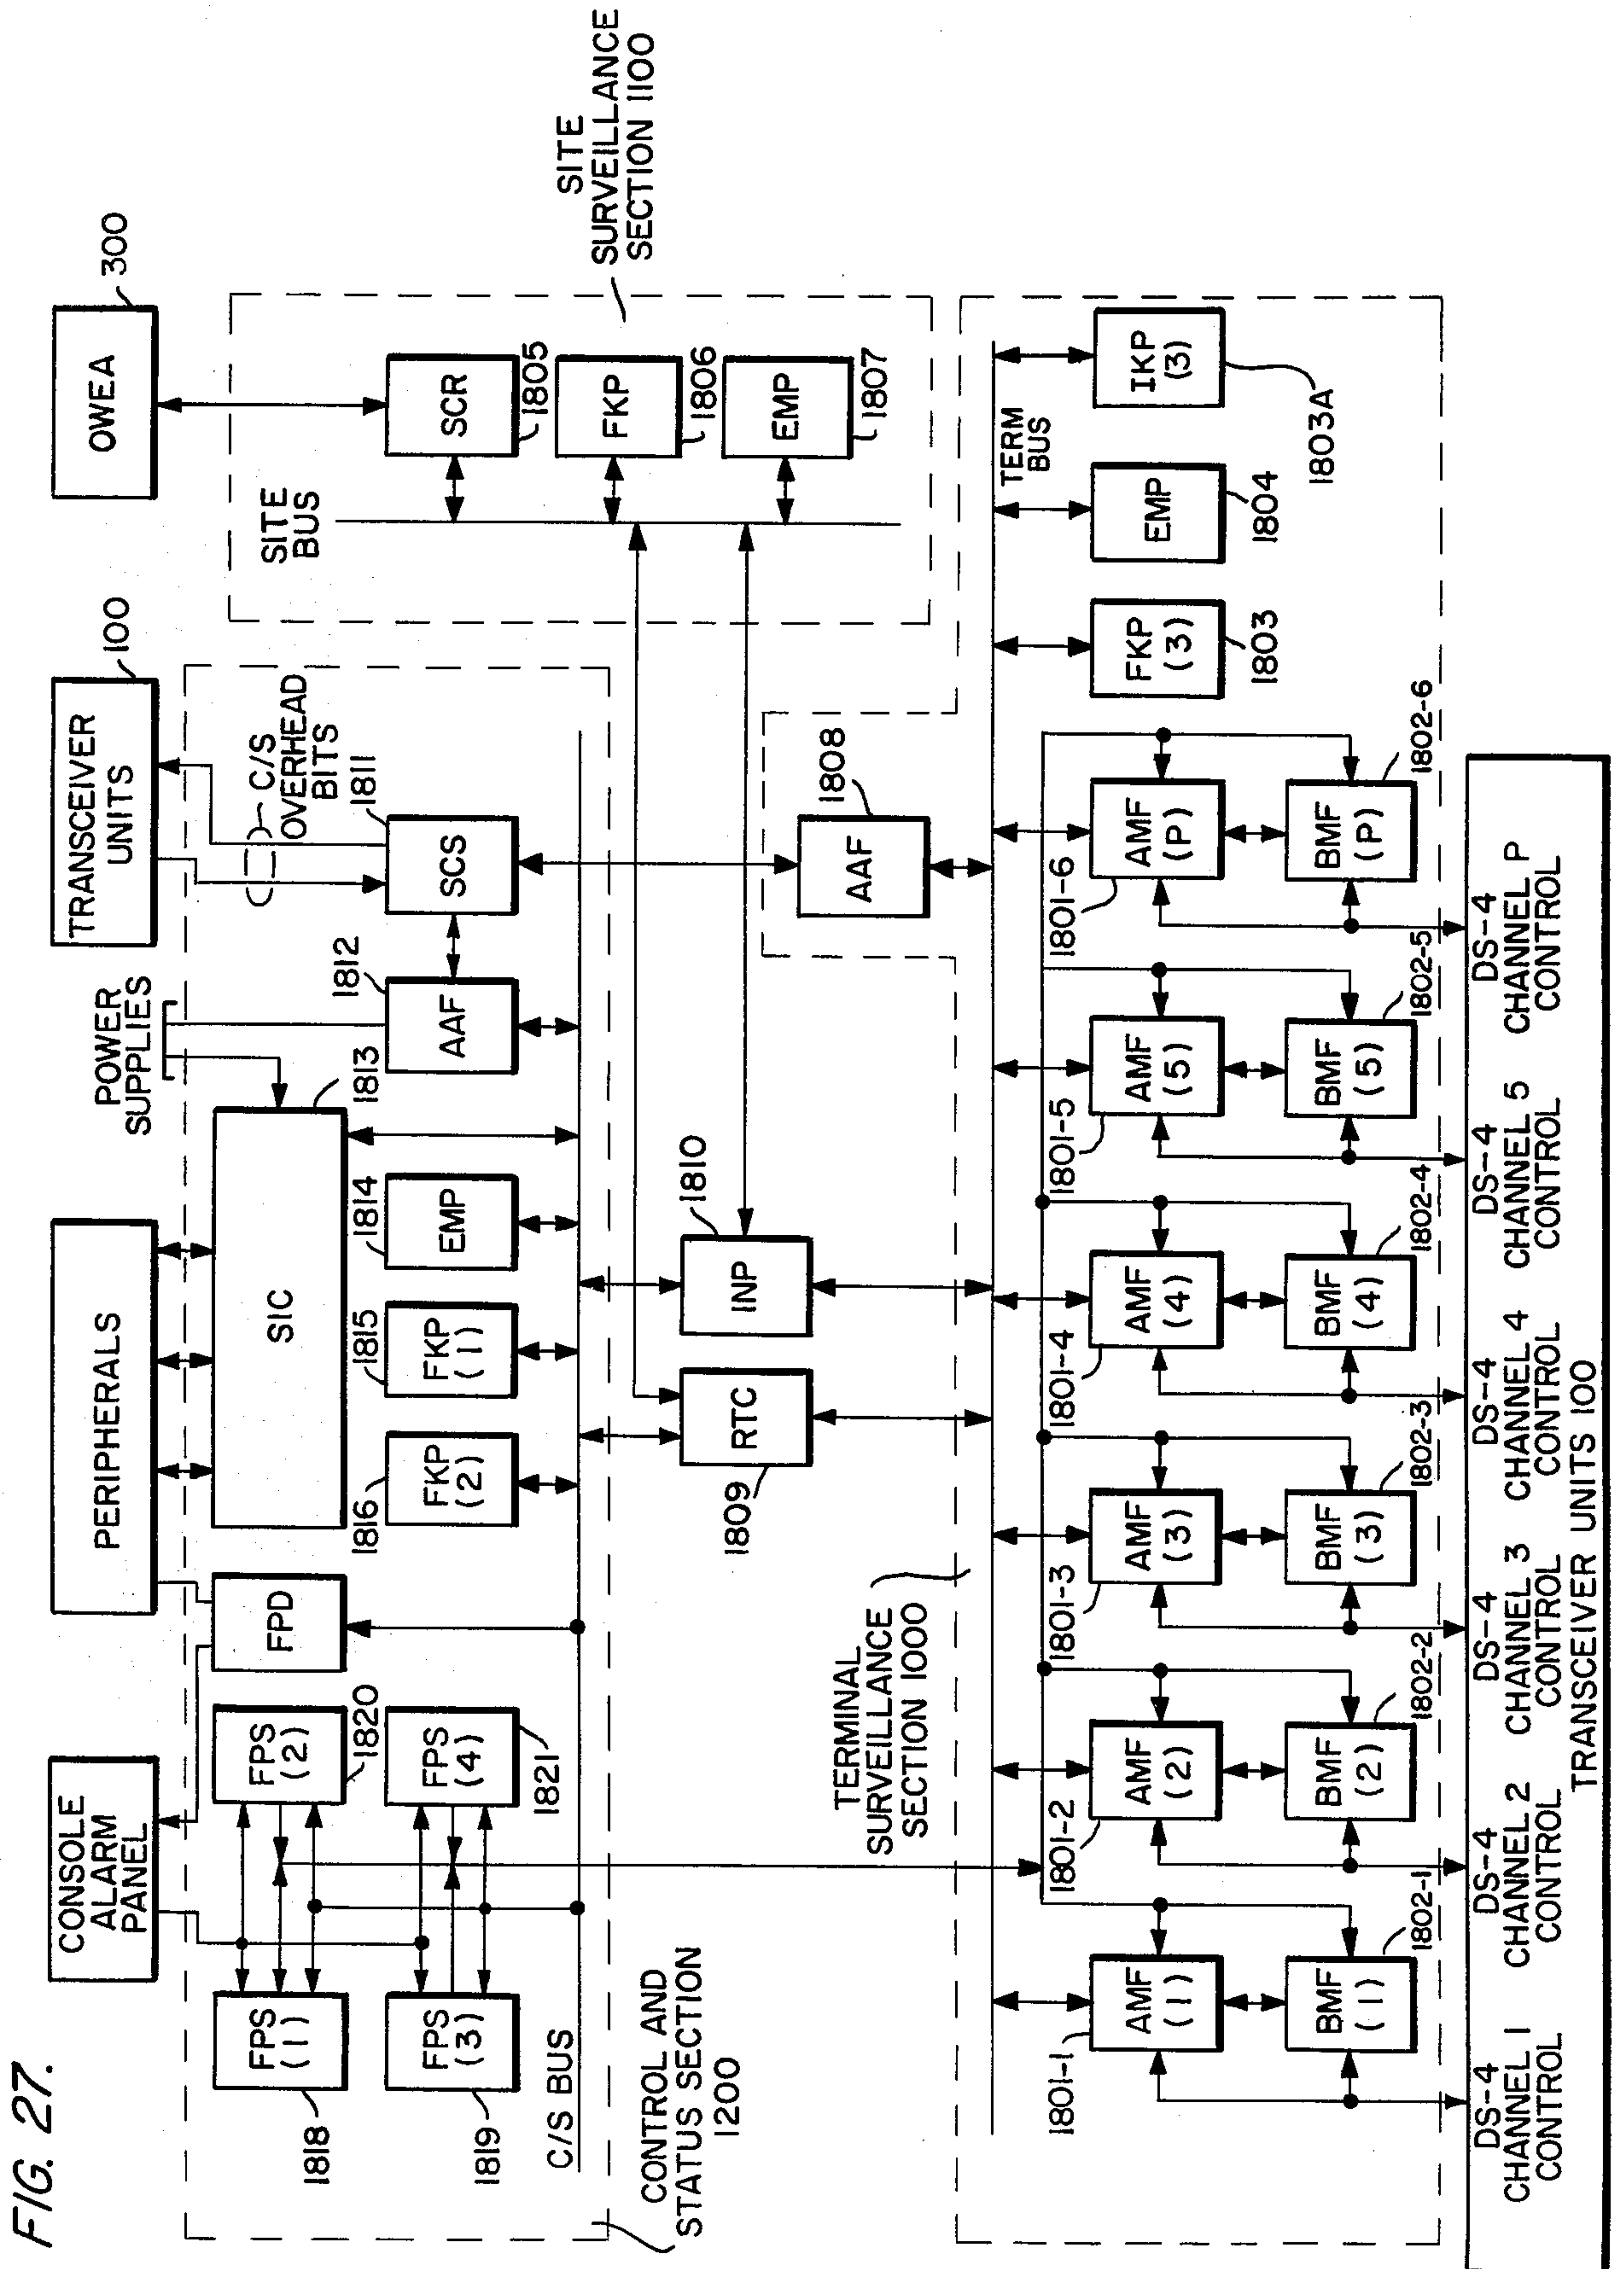 FIG. 27.
CONSOLE
ALARM
PANEL
PERIPHERALS
POWER
SUPPLIES
TRANSCEIVER
UNITS
100
OWEA
300
FPS
(1)
1818
FPS
(2)
1820
FPD
SIC
1813
C/S
OVERHEAD
BITS
FPS
(3)
1819
FPS
(4)
1821
1816
FKP
(2)
1815
FKP
(1)
1814
EMP
1812
AAF
1811
SCS
C/S BUS
CONTROL AND
STATUS SECTION
1200
SITE
BUS
SCR
1805
FKP
1806
EMP
1807
SITE
SURVEILLANCE
SECTION 1100
RTC
1809
INP
1810
AAF
1808
TERMINAL
SURVEILLANCE
SECTION 1000
TERM
BUS
1801-1
AMF
(1)
1801-2
AMF
(2)
1801-3
AMF
(3)
1801-4
AMF
(4)
1801-5
AMF
(5)
1801-6
AMF
(P)
FKP
(3)
1803
EMP
1804
IKP
(3)
1803A
BMF
(1)
1802-1
BMF
(2)
1802-2
BMF
(3)
1802-3
BMF
(4)
1802-4
BMF
(5)
1802-5
BMF
(P)
1802-6
DS-4
CHANNEL 1
CONTROL
DS-4
CHANNEL 2
CONTROL
DS-4
CHANNEL 3
CONTROL
DS-4
CHANNEL 4
CONTROL
DS-4
CHANNEL 5
CONTROL
DS-4
CHANNEL P
CONTROL
TRANSCEIVER UNITS 100